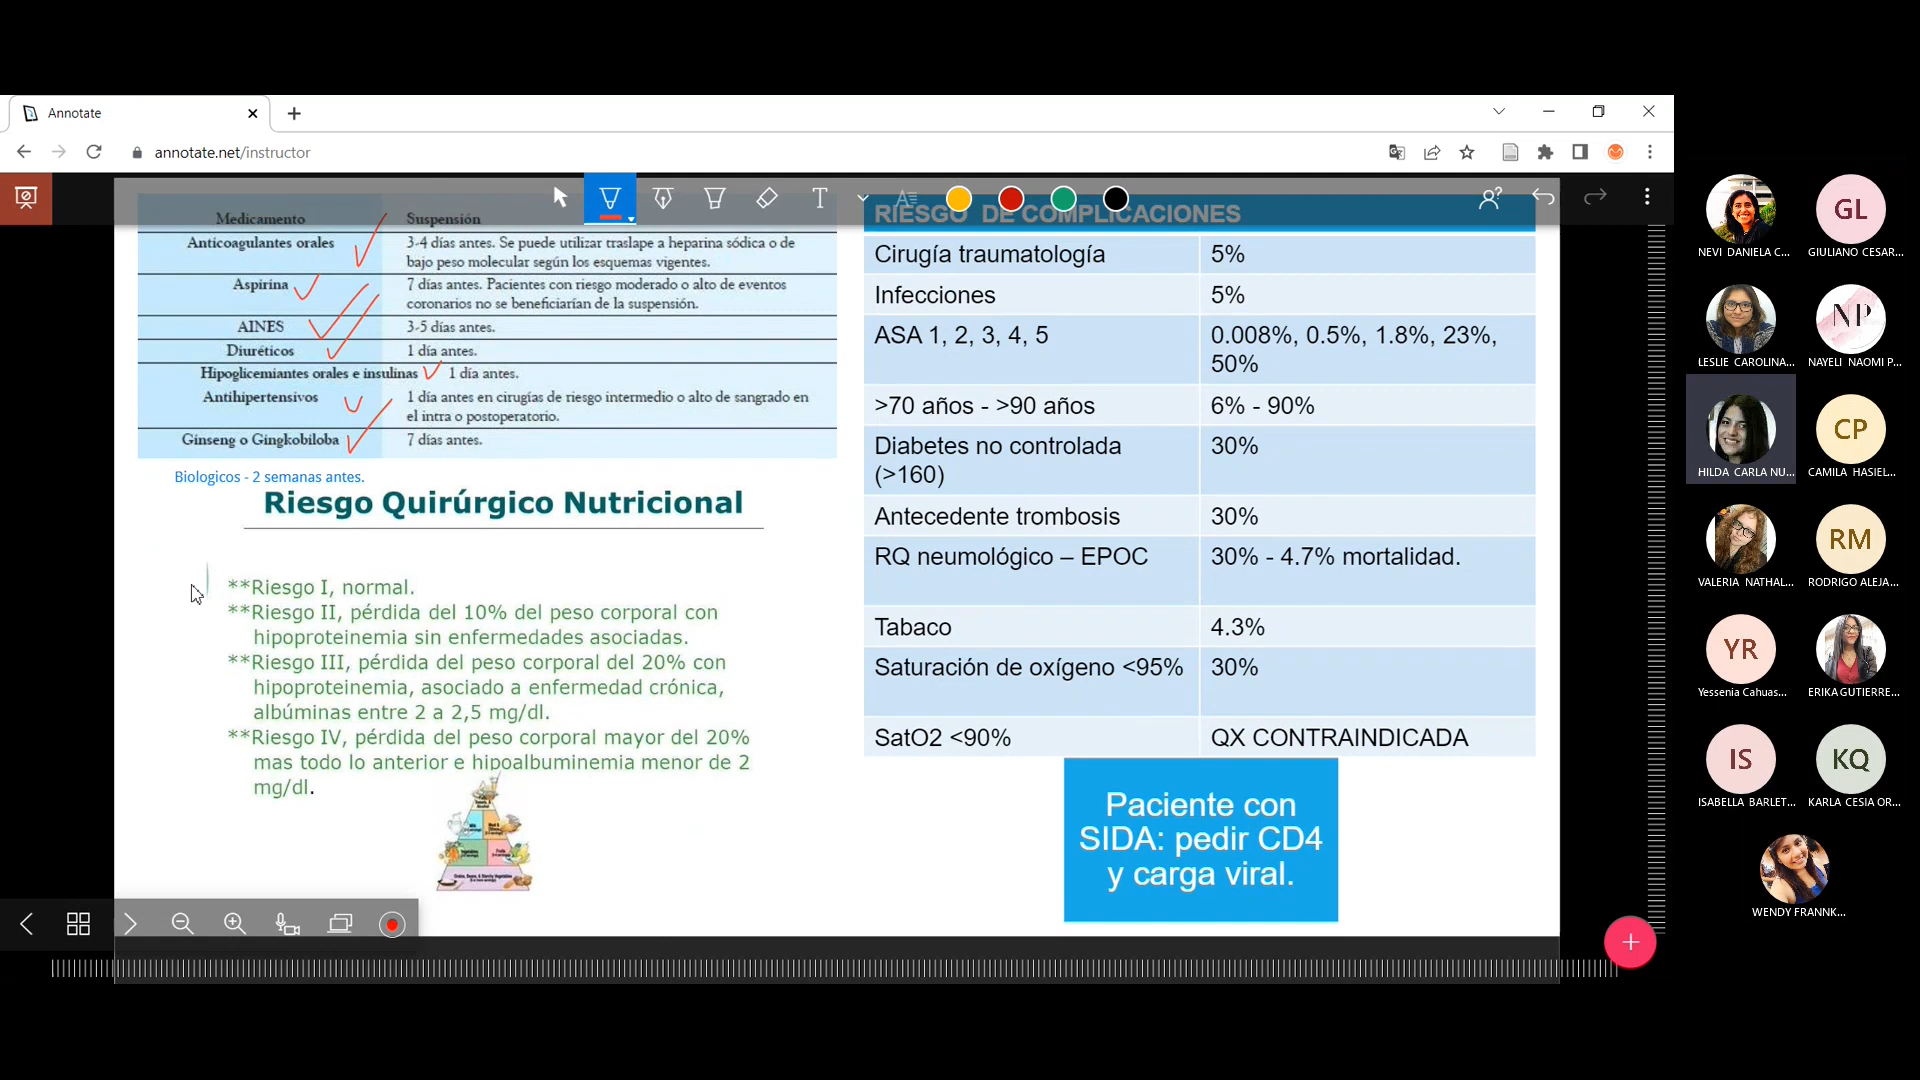 Annotate
annotate.net/instructor
Medicamento Suspensión
Anticoagulantes orales 3-4 días antes. Se puede utilizar traslape a heparina sódica o de
bajo peso molecular según los esquemas vigentes.
Aspirina 7 días antes. Pacientes con riesgo moderado o alto de eventos
coronarios no se beneficiarían de la suspensión.
AINES 3-5 días antes.
Diuréticos 1 día antes.
Hipoglicemiantes orales e insulinas 1 día antes.
Antihipertensivos 1 día antes en cirugías de riesgo intermedio o alto de sangrado en
el intra o postoperatorio.
Ginseng o Gingkobiloba 7 días antes.
Biologicos - 2 semanas antes.
Riesgo Quirúrgico Nutricional
**Riesgo I, normal.
**Riesgo II, pérdida del 10% del peso corporal con
hipoproteinemia sin enfermedades asociadas.
**Riesgo III, pérdida del peso corporal del 20% con
hipoproteinemia, asociado a enfermedad crónica,
albúminas entre 2 a 2,5 mg/dl.
**Riesgo IV, pérdida del peso corporal mayor del 20%
mas todo lo anterior e hipoalbuminemia menor de 2
mg/dl.
RIESGO DE COMPLICACIONES
Cirugía traumatología 5%
Infecciones 5%
ASA 1, 2, 3, 4, 5 0.008%, 0.5%, 1.8%, 23%,
50%
>70 años - >90 años 6% - 90%
Diabetes no controlada 30%
(>160)
Antecedente trombosis 30%
RQ neumológico – EPOC 30% - 4.7% mortalidad.
Tabaco 4.3%
Saturación de oxígeno <95% 30%
SatO2 <90% QX CONTRAINDICADA
Paciente con
SIDA: pedir CD4
y carga viral.
NEVI DANIELA C...
GL
GIULIANO CESAR...
LESLIE CAROLINA...
NP
NAYELI NAOMI P...
HILDA CARLA NU...
CP
CAMILA HASIEL...
VALERIA NATHAL...
RM
RODRIGO ALEJA...
YR
Yessenia Cahuas...
ERIKA GUTIERRE...
IS
ISABELLA BARLET...
KQ
KARLA CESIA OR...
WENDY FRANNK...